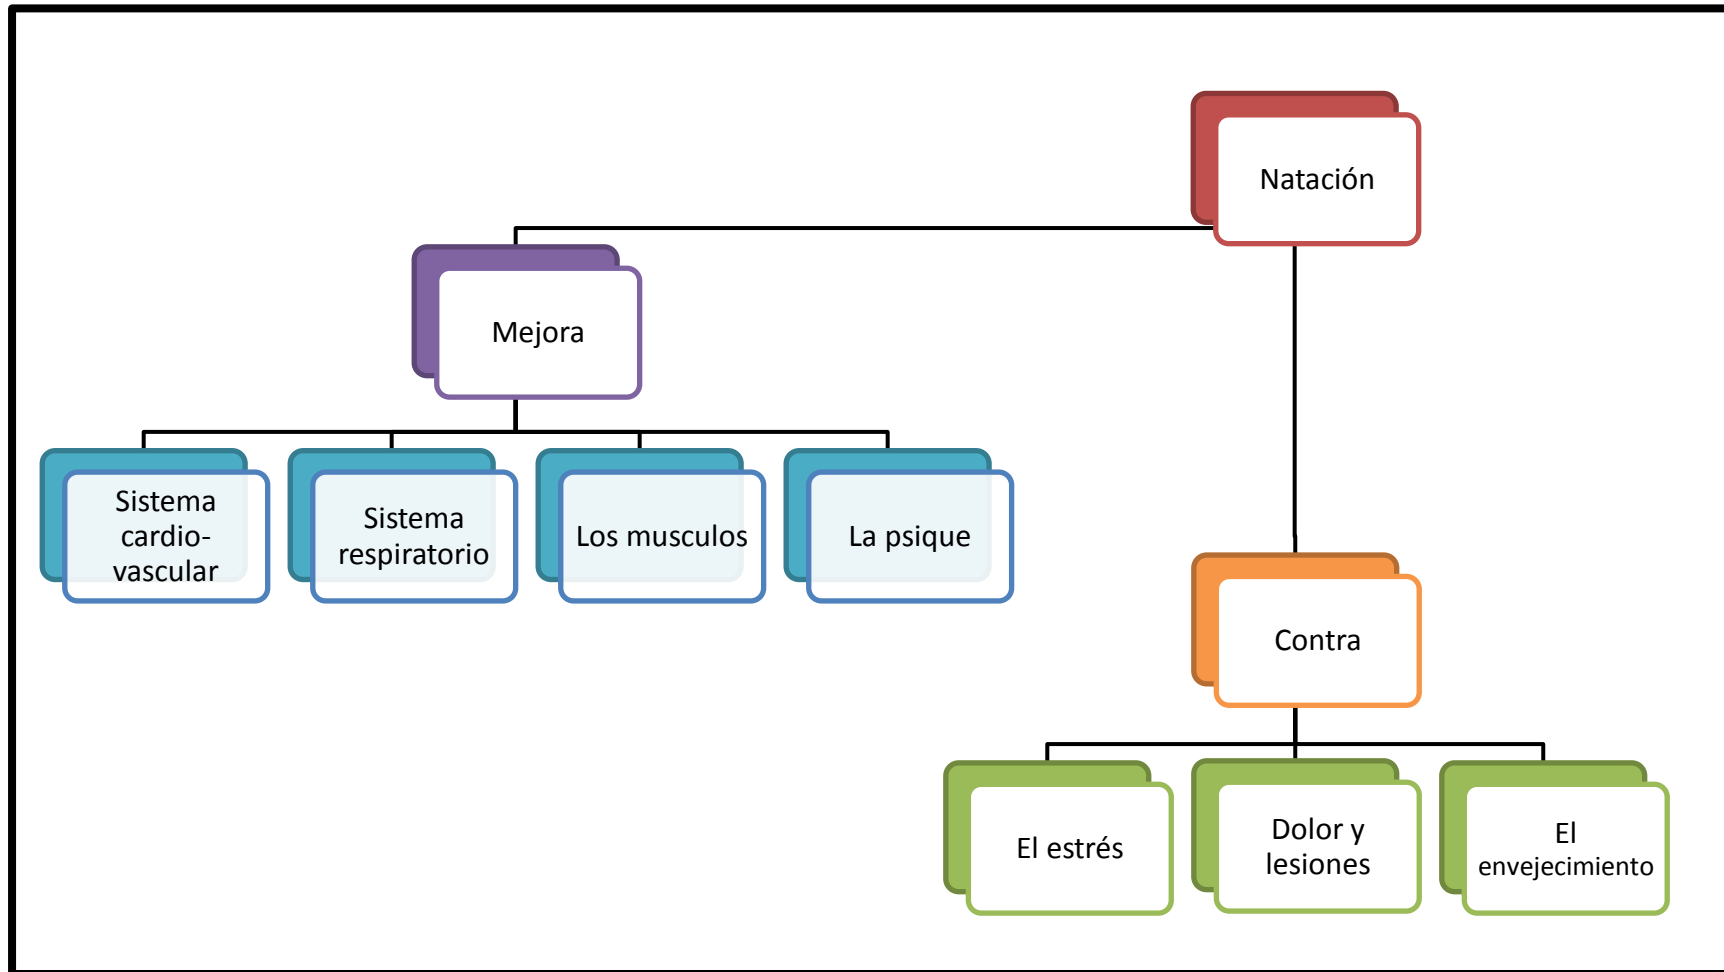 Natación
Mejora
Sistema
cardio-
vascular
Sistema
respiratorio
Los musculos
La psique
Contra
El estrés
Dolor y
lesiones
El
envejecimiento